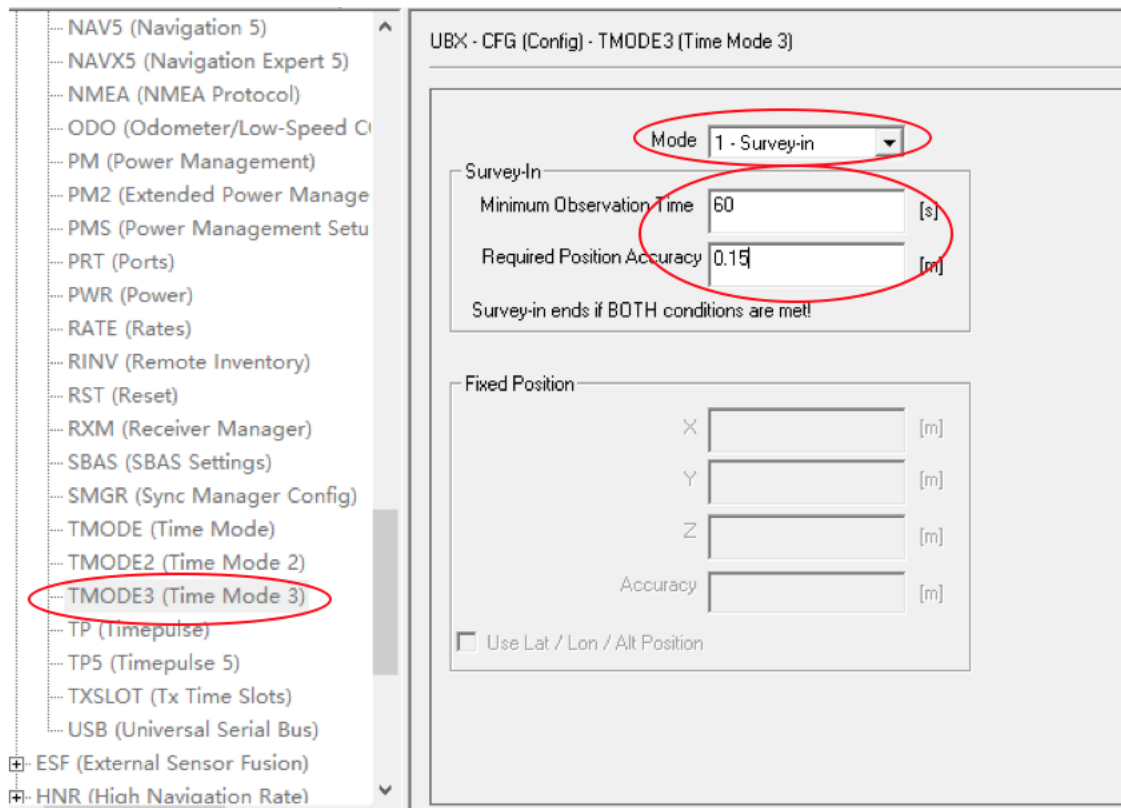 NAV5 (Navigation 5)
NAVX5 (Navigation Expert 5)
NMEA (NMEA Protocol)
ODO (Odometer/Low-Speed
PM (Power Management)
PM2 (Extended Power Manage
PMS (Power Management Setu
PRT (Ports)
PWR (Power)
RATE (Rates)
RINV (Remote Inventory)
RST (Reset)
RXM (Receiver Manager)
SBAS (SBAS Settings)
SMGR (Sync Manager Config)
TMODE (Time Mode)
TMODE2 (Time Mode 2)
TMODE3 (Time Mode 3)
TP (Timepulse)
TP5 (Timepulse 5)
TXSLOT (Tx Time Slots)
USB (Universal Serial Bus)
ESF (External Sensor Fusion)
HNR (High Navigation Rate)
UBX - CFG (Config) - TMODE3 (Time Mode 3)
Mode 1 - Survey-in
Survey-In
Minimum Observation Time 60 [s]
Required Position Accuracy 0.15 [m]
Survey-in ends if BOTH conditions are met!
Fixed Position
X [m]
Y [m]
Z [m]
Accuracy [m]
Use Lat / Lon / Alt Position